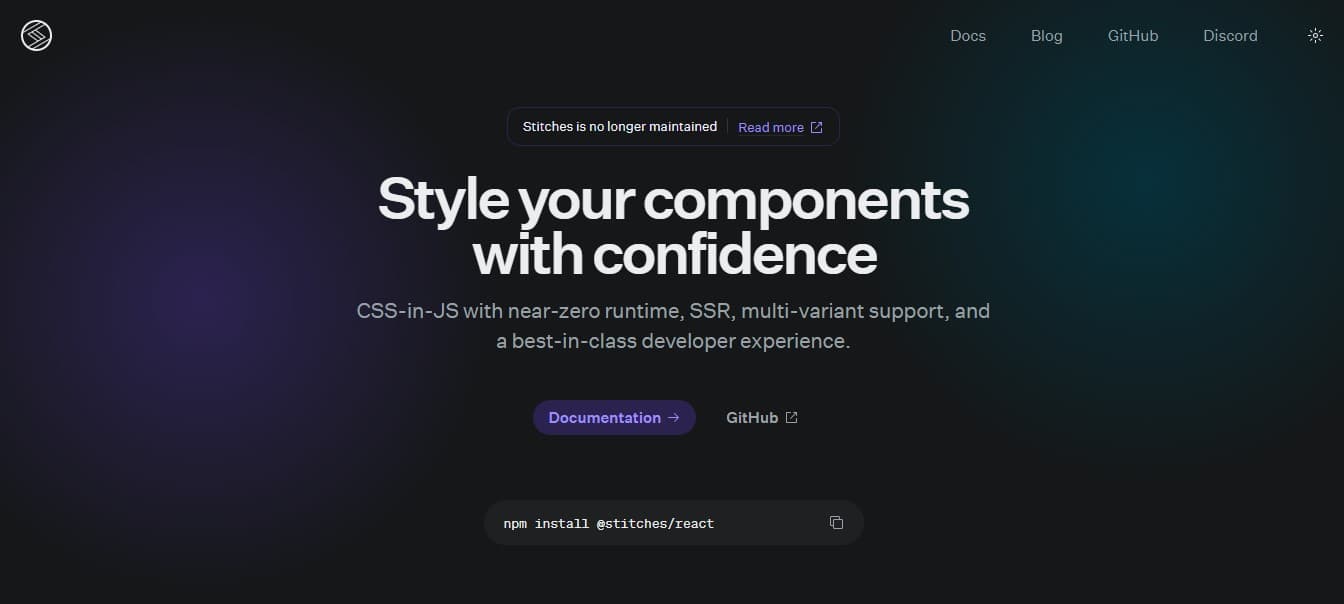 Docs Blog GitHub Discord
Stitches is no longer maintained Read more
Style your components
with confidence
CSS-in-JS with near-zero runtime, SSR, multi-variant support, and
a best-in-class developer experience.
Documentation → GitHub
npm install @stitches/react